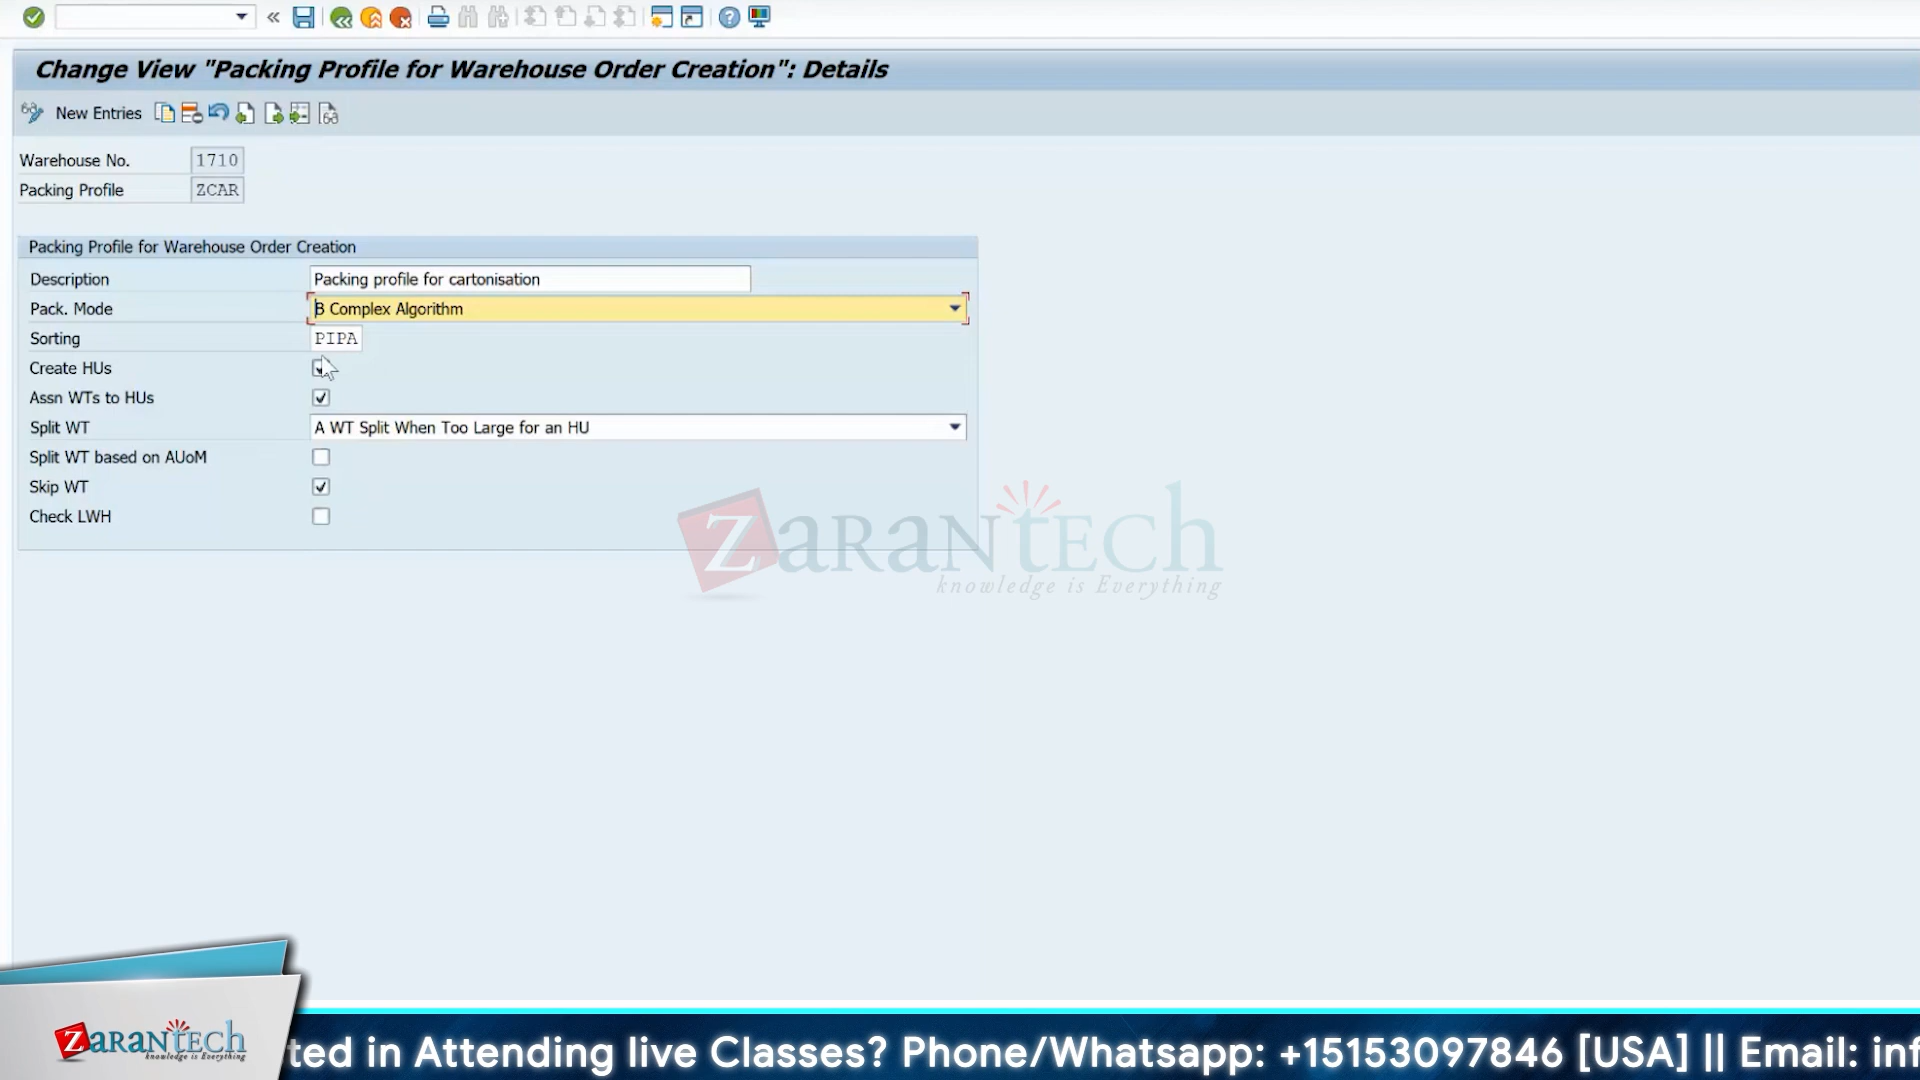 Change View "Packing Profile for Warehouse Order Creation": Details
New Entries
Warehouse No. 1710
Packing Profile ZCAR
Packing Profile for Warehouse Order Creation
Description Packing profile for cartonisation
Pack. Mode B Complex Algorithm
Sorting PIPA
Create HUs
Assn WTs to HUs
Split WT A WT Split When Too Large for an HU
Split WT based on AUoM
Skip WT
Check LWH
ZaranTech
knowledge is Everything
ZaranTech
knowledge is Everything
ted in Attending live Classes? Phone/Whatsapp: +15153097846 [USA] || Email: inf